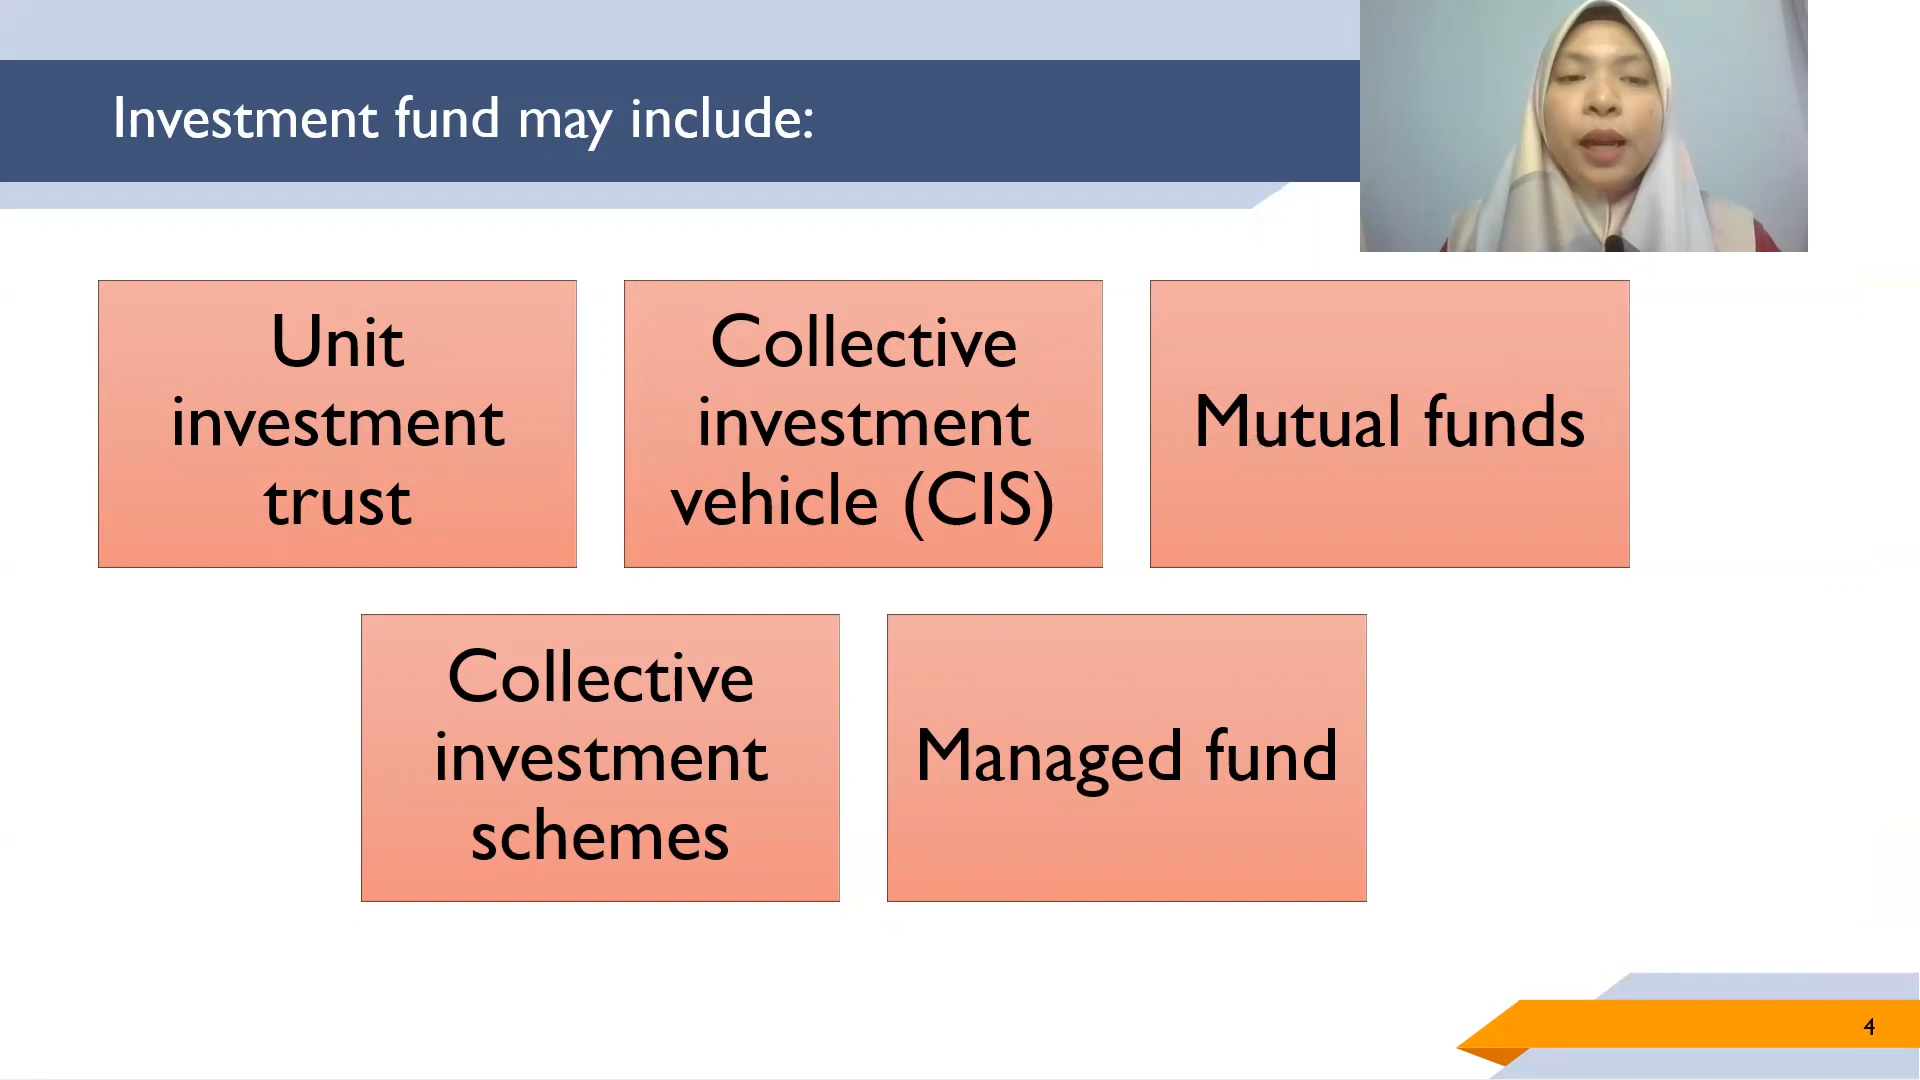 Investment fund may include:
Unit
investment
trust
Collective
investment
vehicle (CIS)
Mutual funds
Collective
investment
schemes
Managed fund
4